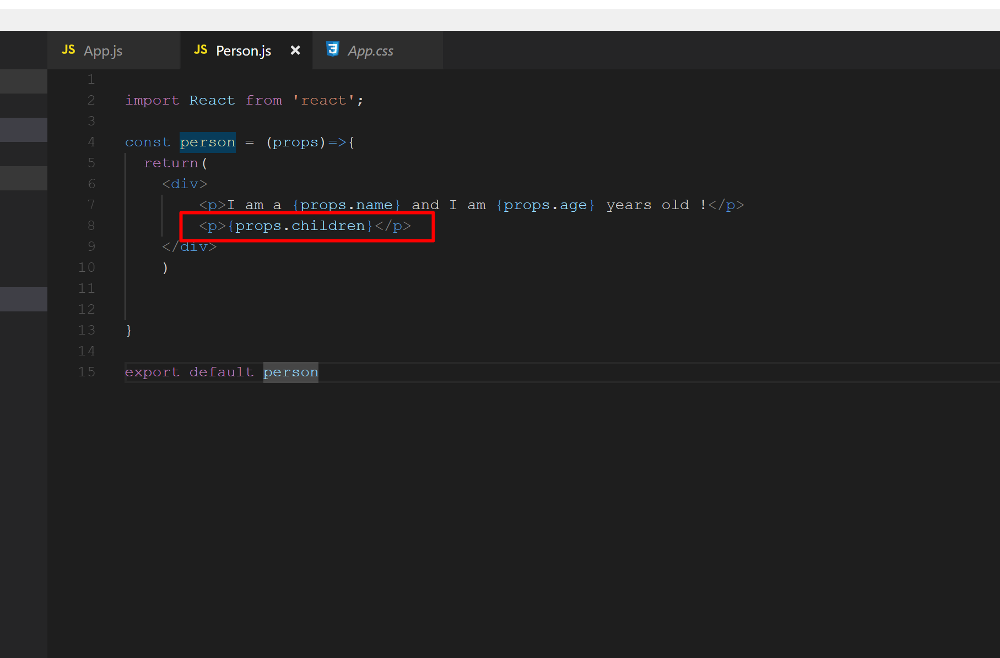 JS App.js JS Person.js × 3 App.css
1
2 import React from 'react';
3
4 const person = (props)=>{
5 return(
6 <div>
7 <p>I am a {props.name} and I am {props.age} years old !</p>
8 <p>{props.children}</p>
9 </div>
10 )
11
12
13 }
14
15 export default person